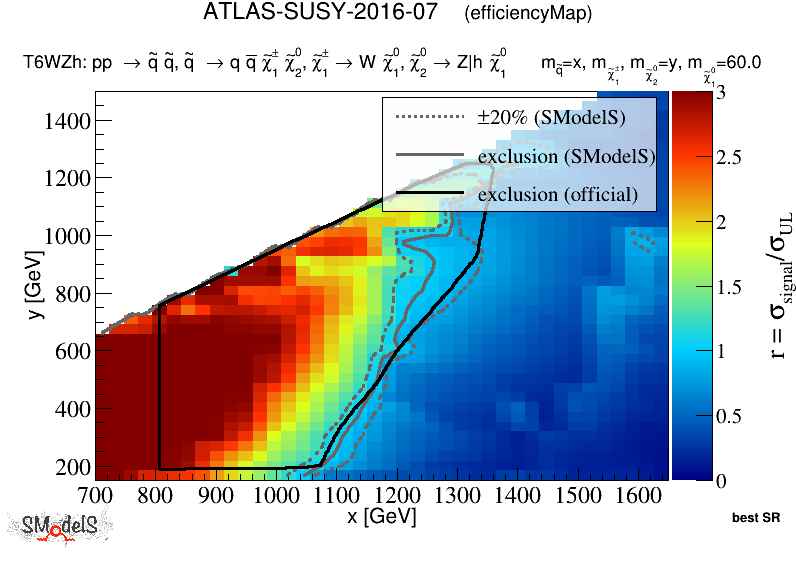 ATLAS-SUSY-2016-07 (efficiencyMap)
T6WZh: pp → q̃ q̃, q̃ → q q̅ χ̃₁^± χ̃₂⁰, χ̃₁^± → W χ̃₁⁰, χ̃₂⁰ → Z|h χ̃₁⁰ m_q̃=x, m_χ̃₁^±=y, m_χ̃₂⁰=y, m_χ̃₁⁰=60.0
±20% (SModelS)
exclusion (SModelS)
exclusion (official)
1400
1200
1000
800
600
400
200
y [GeV]
700 800 900 1000 1100 1200 1300 1400 1500 1600
x [GeV]
3
2.5
2
1.5
1
0.5
0
r = σ_signal/σ_UL
SModelS
best SR